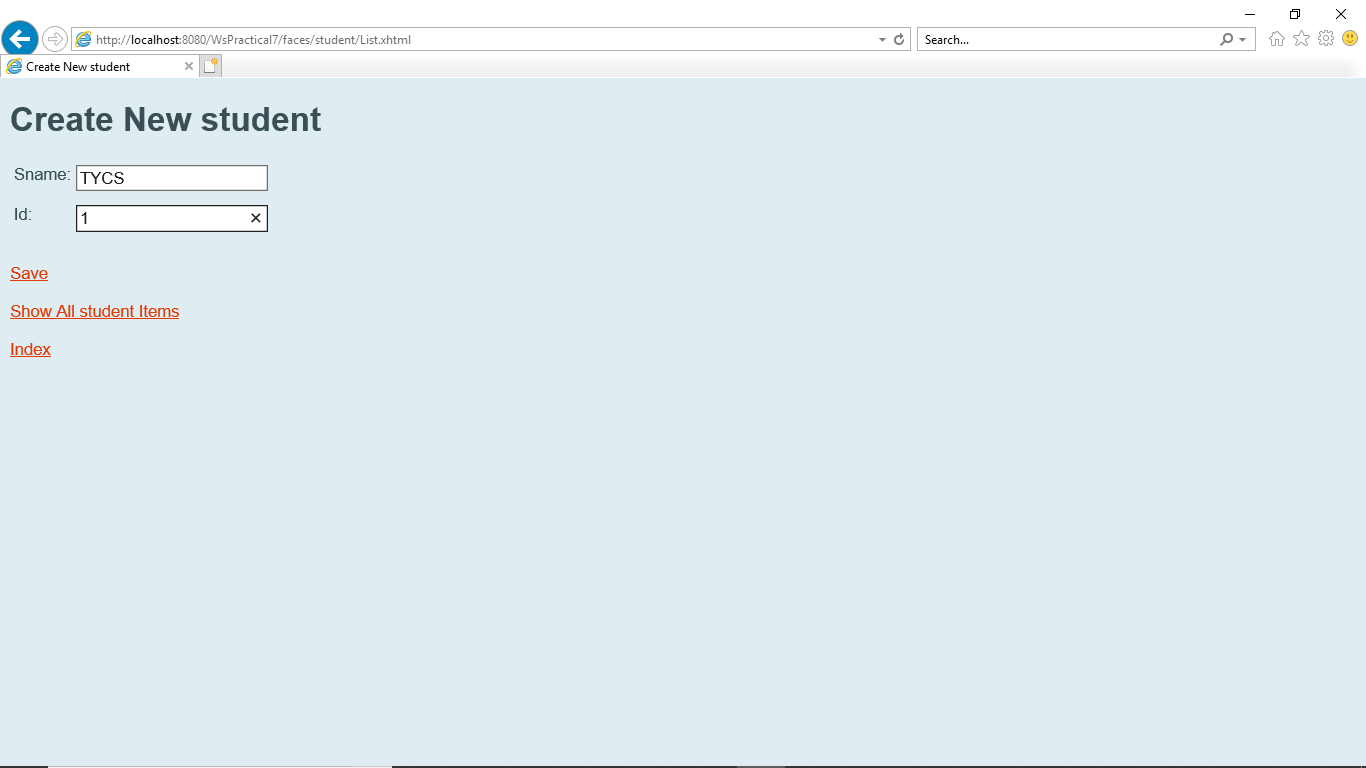 http://localhost:8080/WsPractical7/faces/student/List.xhtml
Search...
Create New student
Create New student
Sname: TYCS
Id: 1
Save
Show All student Items
Index